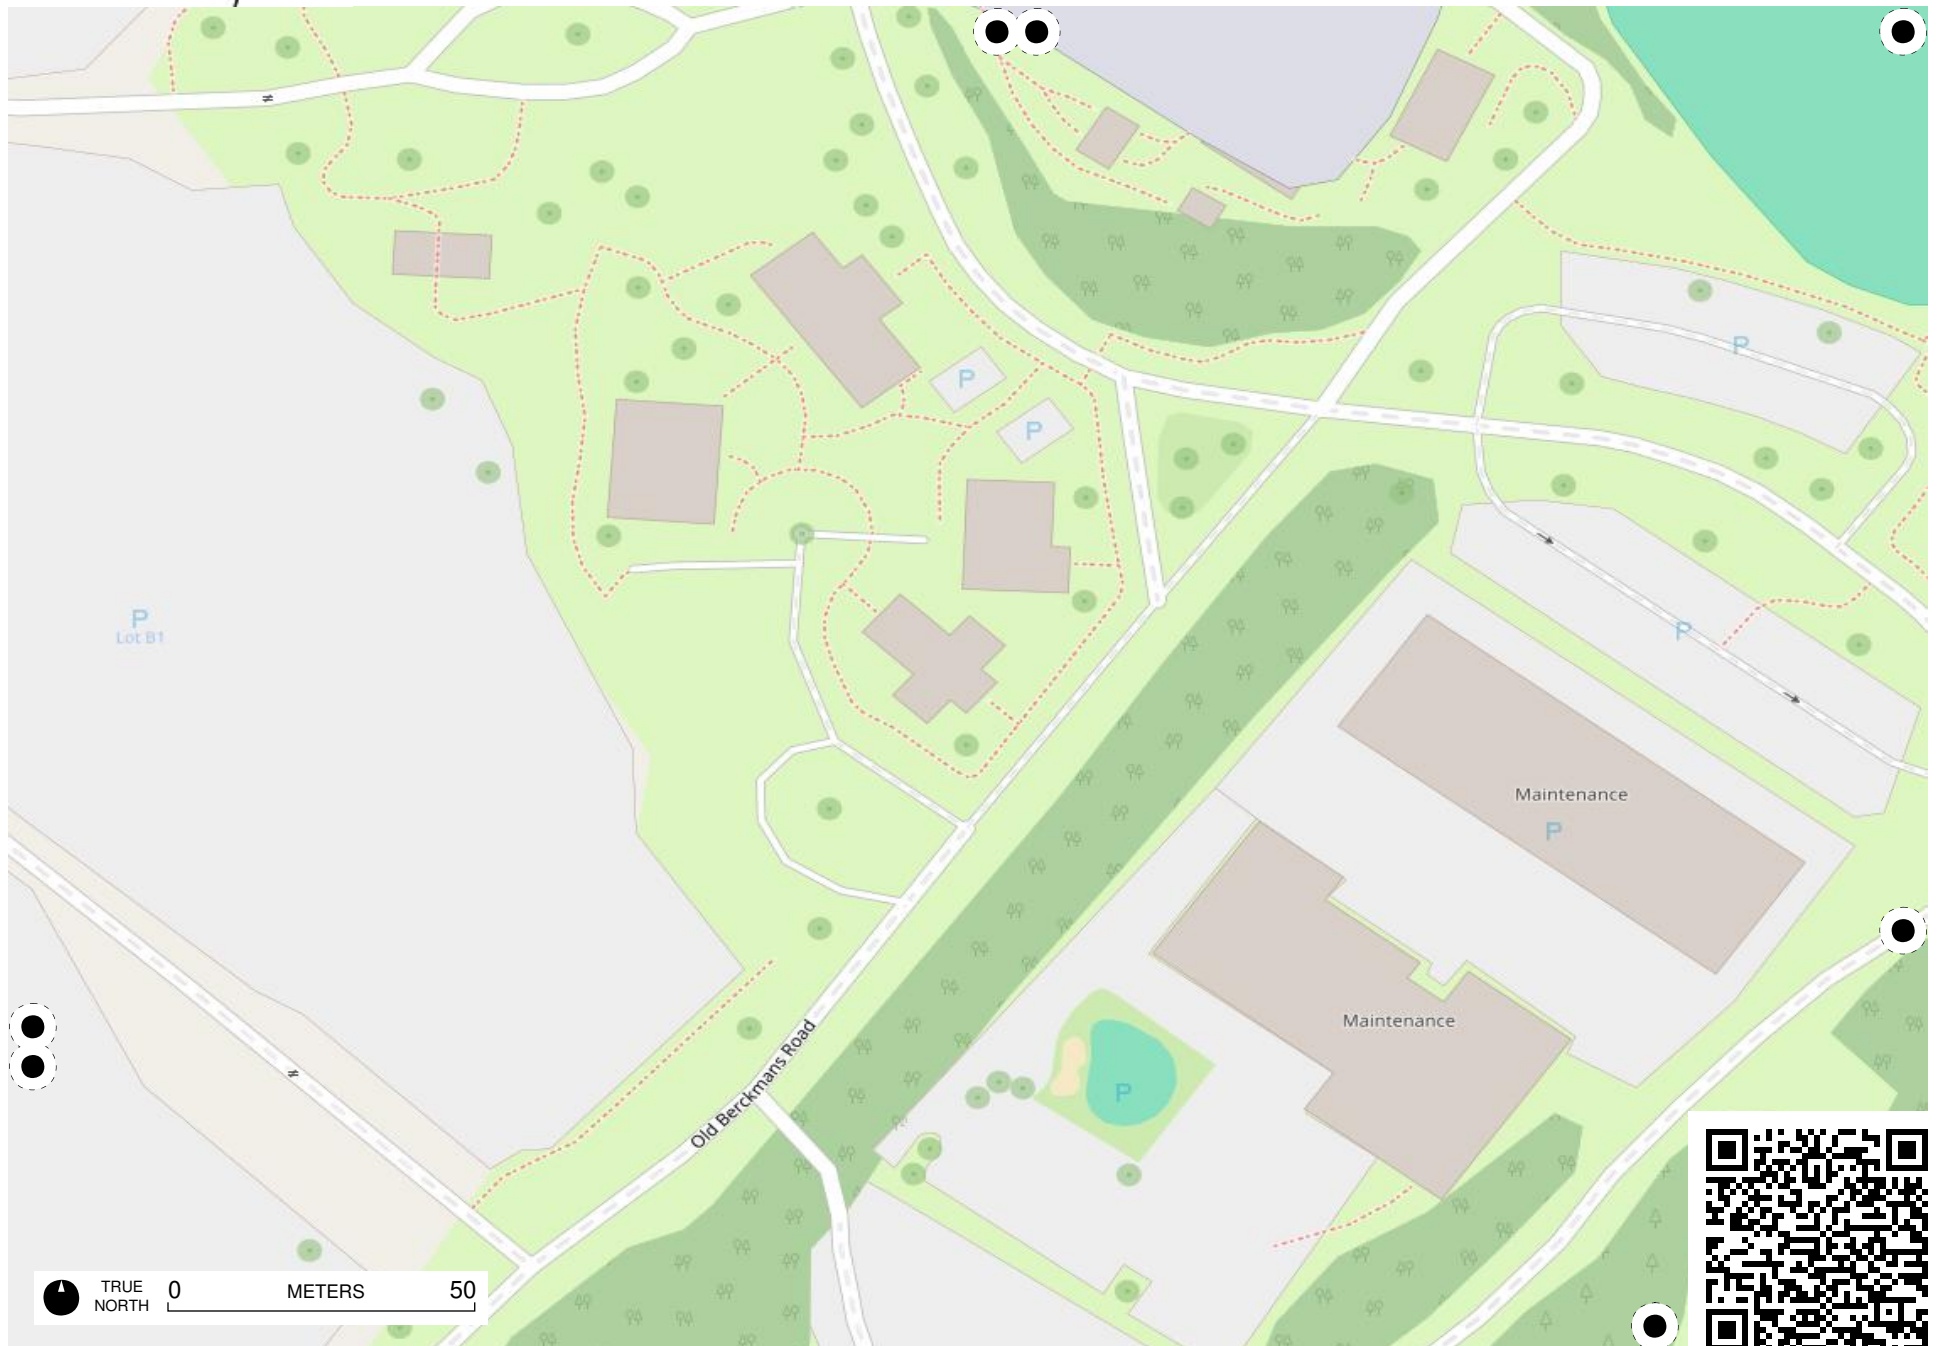 P
P
P
P
Lot B1
P
Maintenance
P
Maintenance
P
Old Berckmans Road
TRUE
NORTH
0 METERS 50